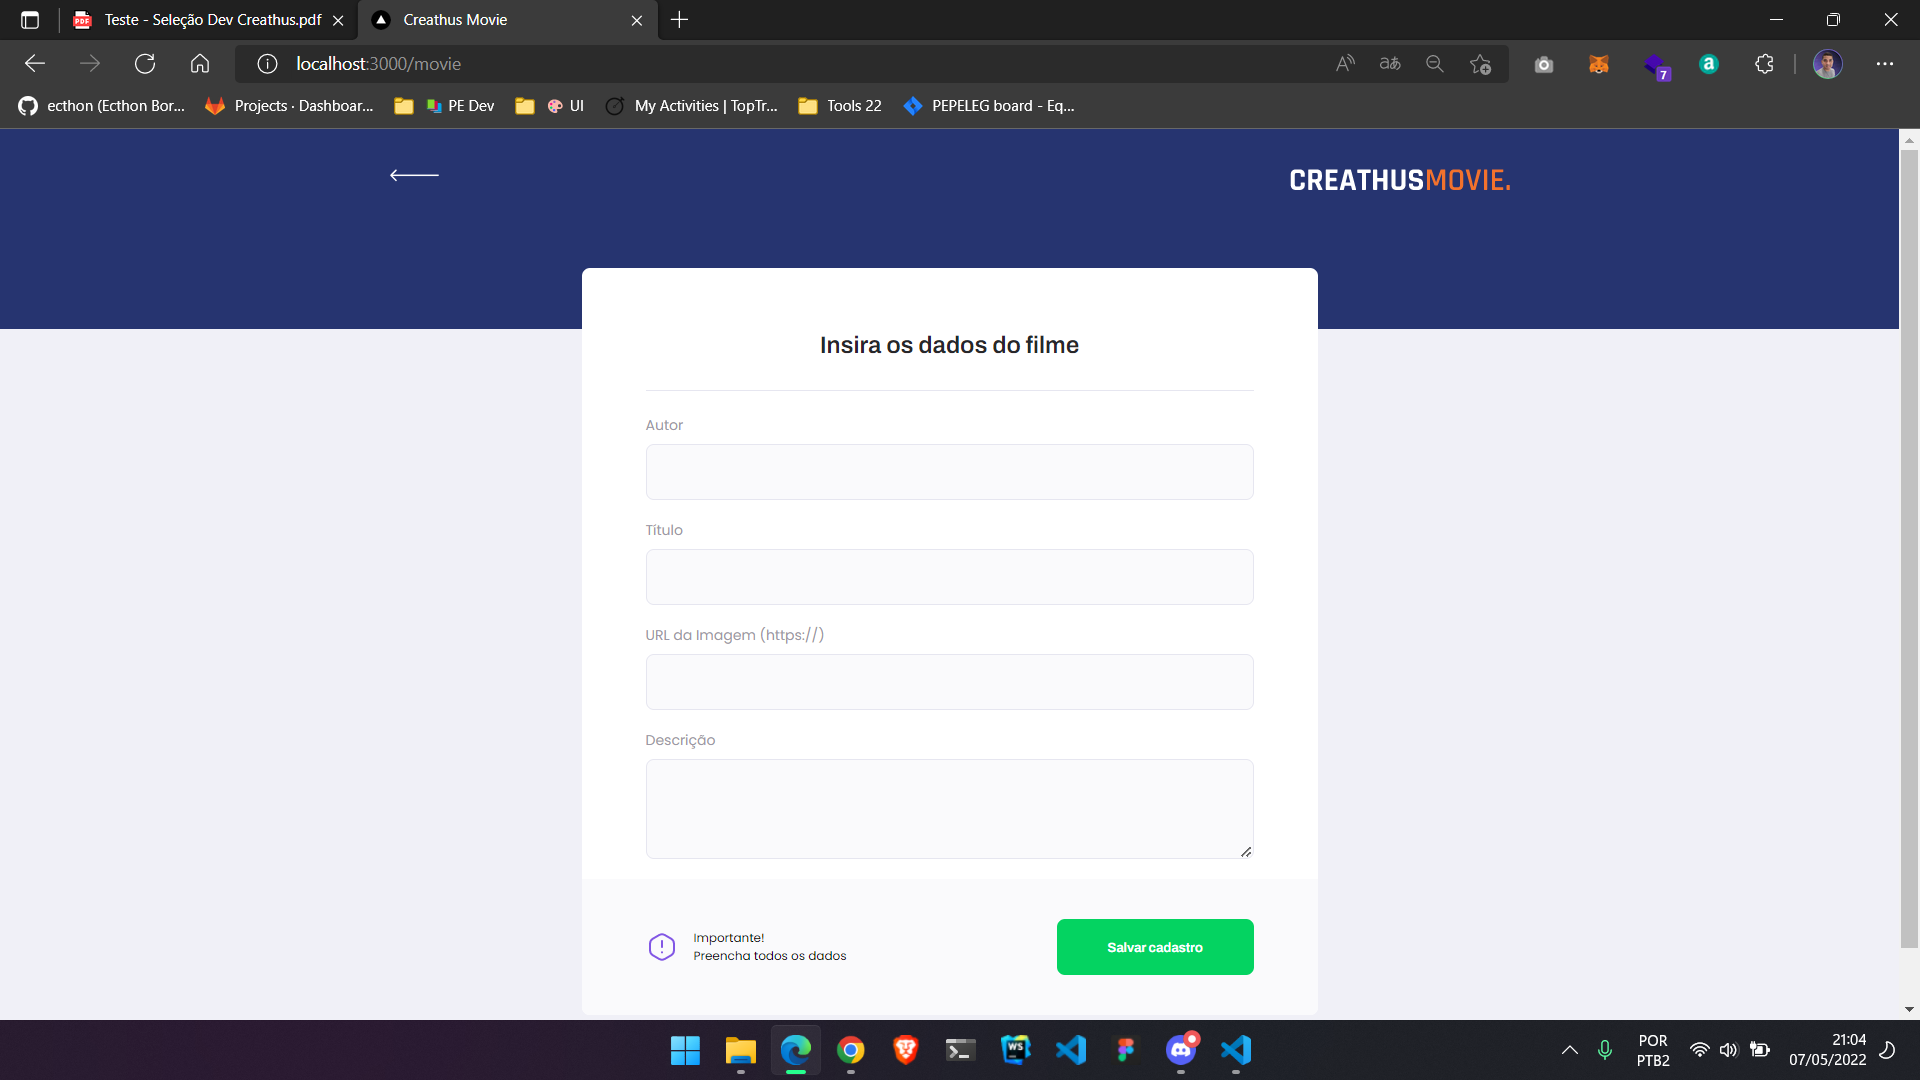 Teste - Seleção Dev Creathus.pdf
Creathus Movie
localhost:3000/movie
7
ecthon (Ecthon Bor...
Projects · Dashboar...
PE Dev
UI
My Activities | TopTr...
Tools 22
PEPELEG board - Eq...
CREATHUSMOVIE.
Insira os dados do filme
Autor
Título
URL da Imagem (https://)
Descrição
Importante!
Preencha todos os dados
Salvar cadastro
POR
PTB2
21:04
07/05/2022